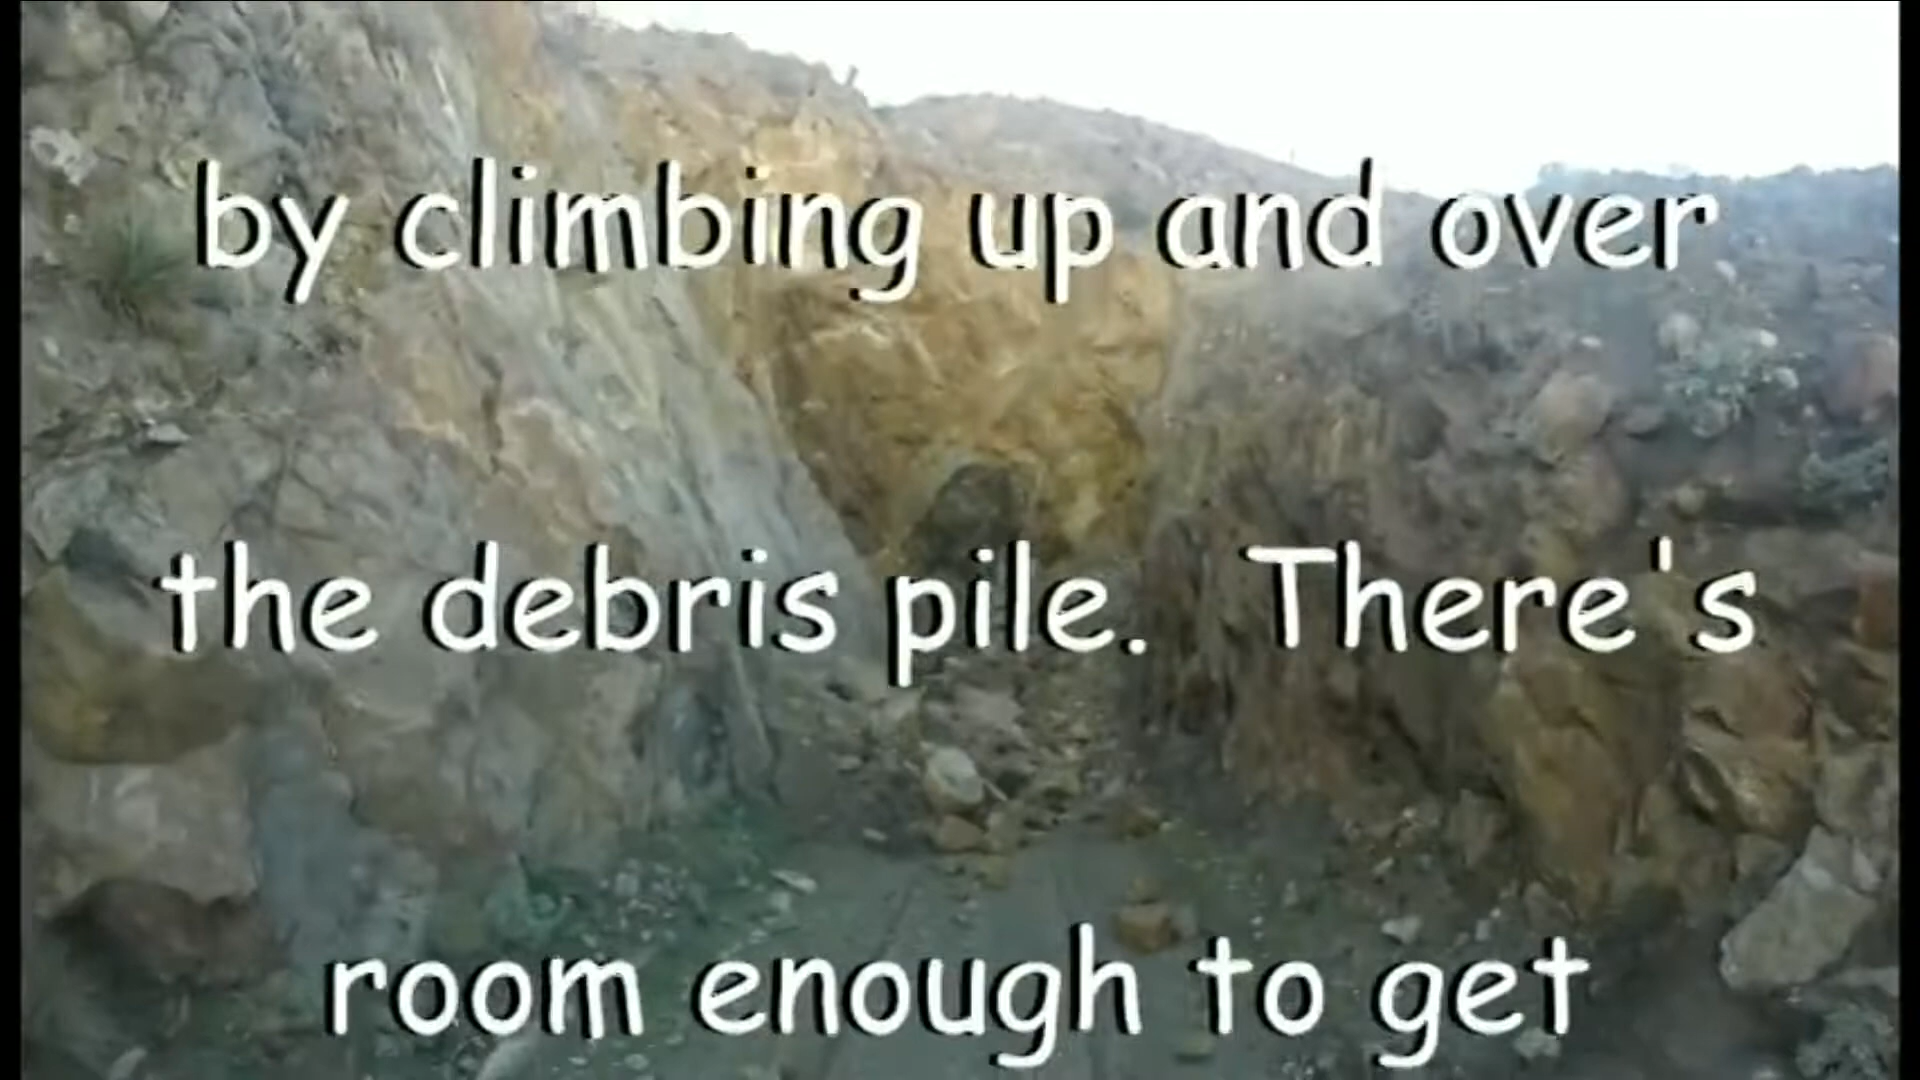 by climbing up and over
the debris pile.  There's
room enough to get